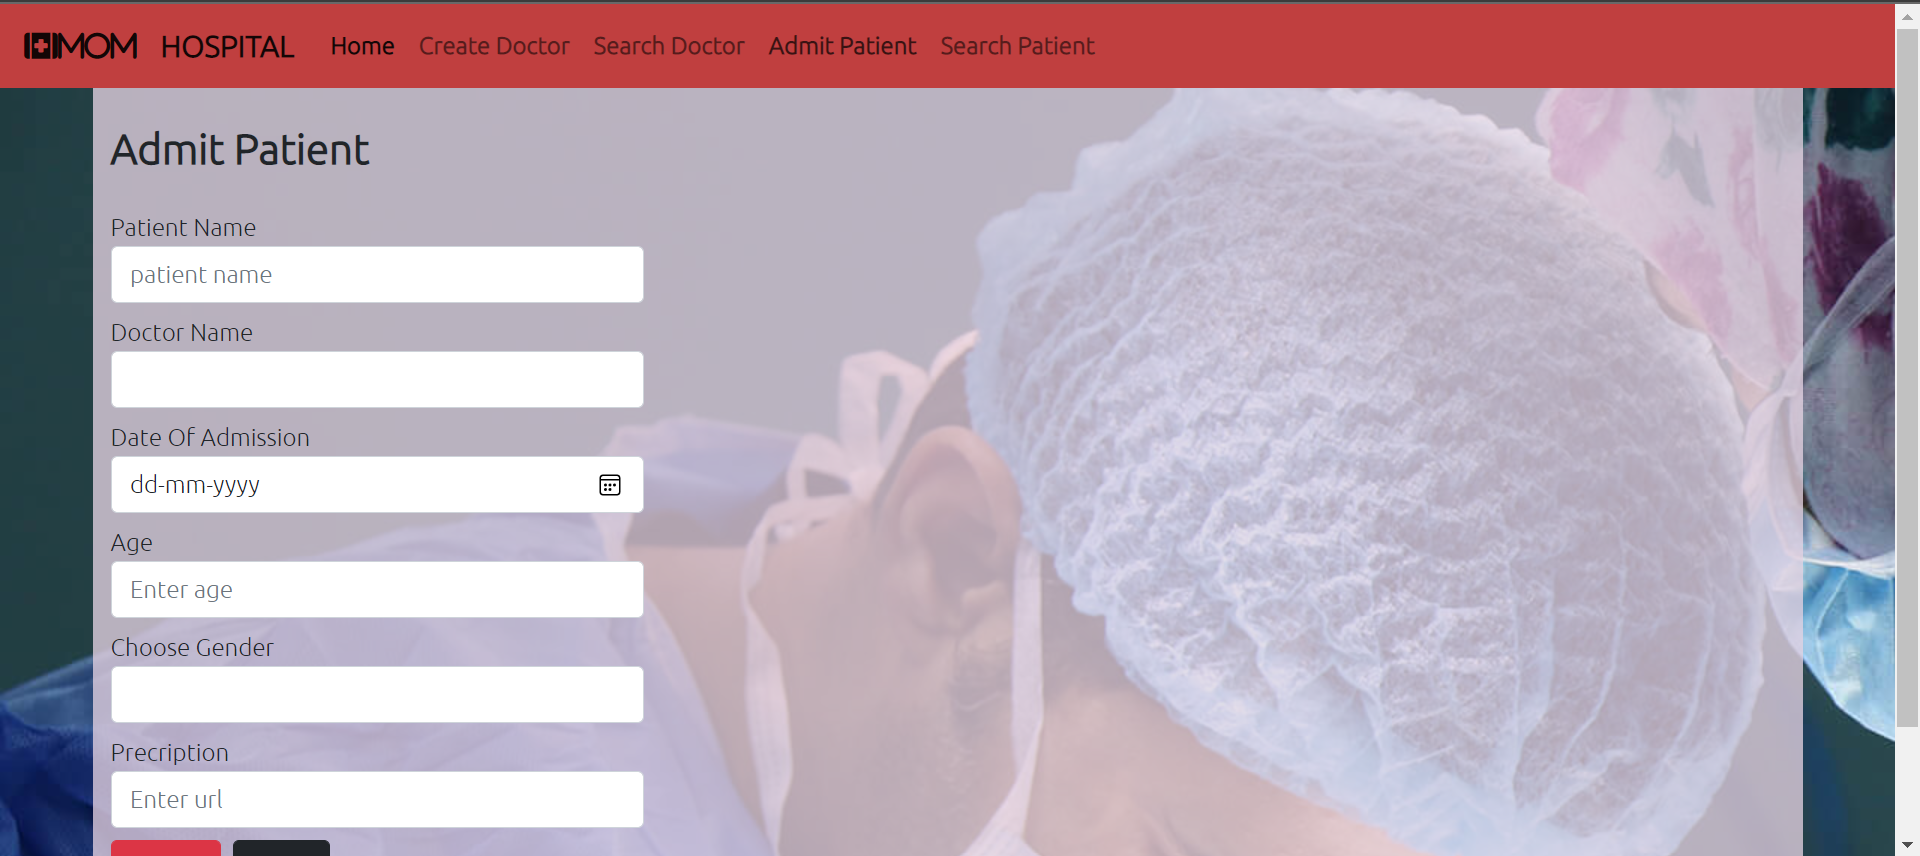 MOM HOSPITAL Home Create Doctor Search Doctor Admit Patient Search Patient
Admit Patient
Patient Name
patient name
Doctor Name
Date Of Admission
dd-mm-yyyy
Age
Enter age
Choose Gender
Precription
Enter url